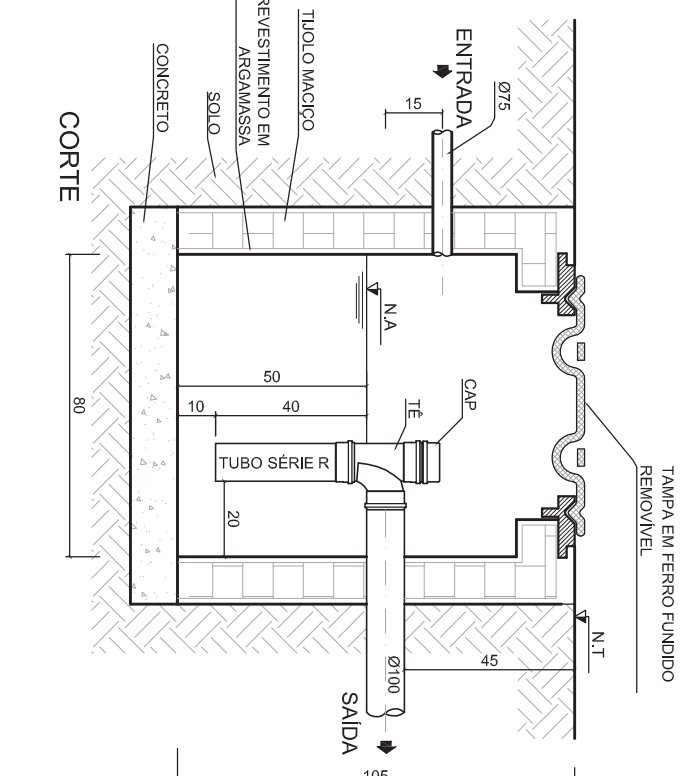 TAMPA EM FERRO FUNDIDO
REMOVÍVEL
N.T
CAP
TÊ
N.A
Ø75
15
ENTRADA
TIJOLO MACIÇO
REVESTIMENTO EM
ARGAMASSA
SOLO
CONCRETO
50
10
40
TUBO SÉRIE R
20
80
45
Ø100
SAÍDA
105
CORTE